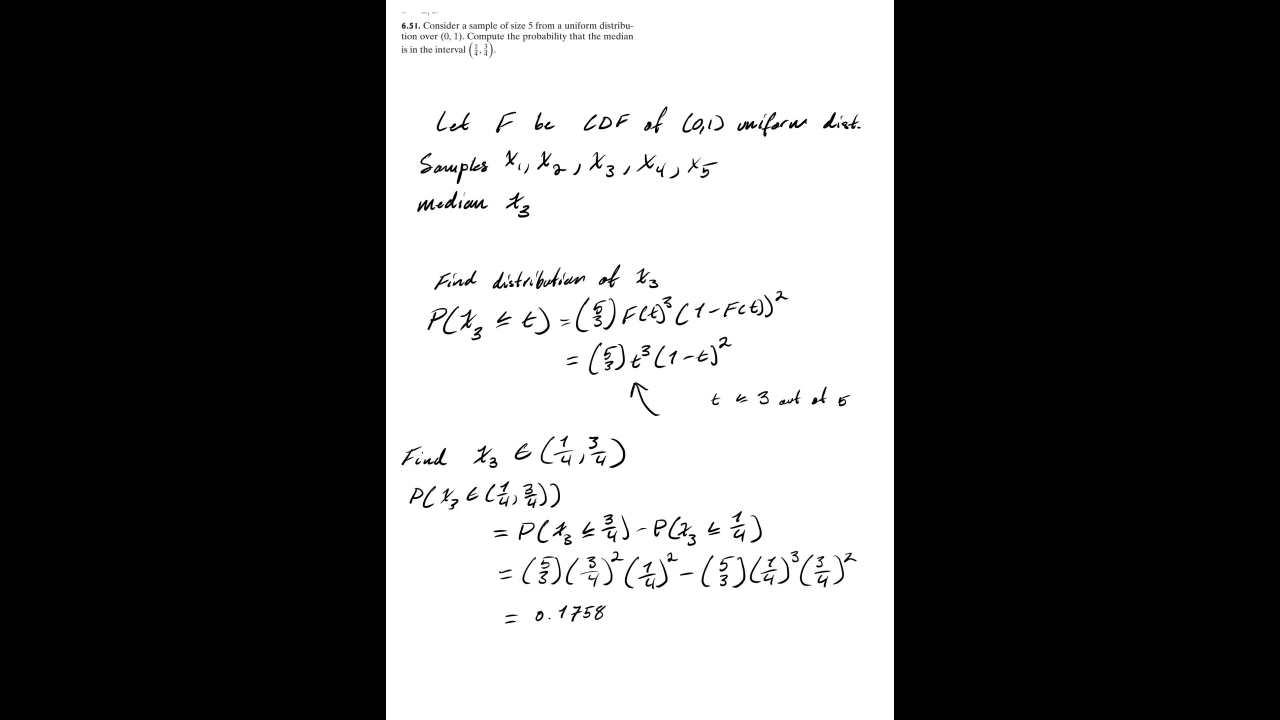 6.51. Consider a sample of size 5 from a uniform distribu-
tion over (0, 1). Compute the probability that the median
is in the interval (1/4, 3/4).
Let F be CDF of (0,1) uniform dist.
Samples x₁, x₂, x₃, x₄, x₅
median x₃
Find distribution of x₃
P(x₃ ≤ t) = (5 3) F(t)³ (1-F(t))²
= (5 3) t³ (1-t)²
t ≤ 3 out of 5
Find x₃ ∈ (1/4, 3/4)
P(x₃ ∈ (1/4, 3/4))
= P(x₃ ≤ 3/4) - P(x₃ ≤ 1/4)
= (5 3) (3/4)² (1/4)² - (5 3) (1/4)³ (3/4)²
= 0.1758